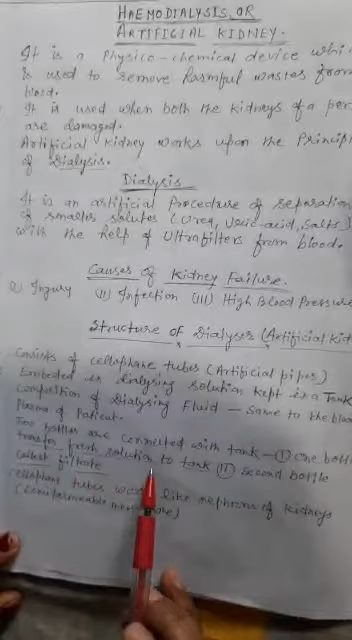 HAEMODIALYSIS OR
ARTIFICIAL KIDNEY.
It is a Physico-chemical device whi
is used to remove harmful wastes from
blood.
It is used when both the kidneys of a per
are damaged.
Artificial Kidney works upon the Principl
of Dialysis.
Dialysis
It is an artificial Procedure of separation
of smaller solutes (Urea, Uric-acid, Salts)
with the help of Ultrafilters from blood.
Causes of Kidney Failure.
Injury (II) Infection (III) High Blood Pressure
Structure of Dialyser (Artificial Kid
Consists of cellophane tubes (Artificial pipes)
Embeded in dialysing solution kept in a Tank
Composition of dialysing Fluid - same to the bloo
Plasma of Patient.
Two bottles are connected with tank - (I) one bottl
transfer fresh solution to tank (II) second bottle
collect filtrate
cellophane tubes work like nephrons of kidneys
(semipermeable